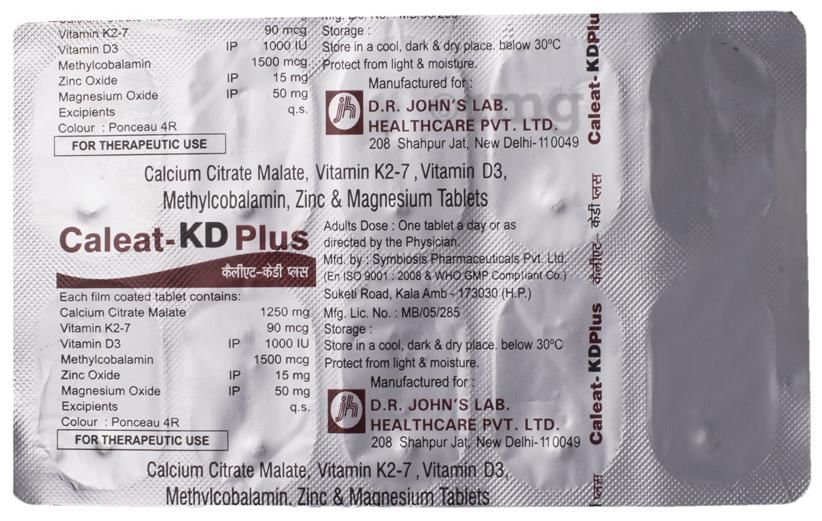 Vitamin K2-7 90 mcg
Vitamin D3 IP 1000 IU
Methylcobalamin 1500 mcg
Zinc Oxide IP 15 mg
Magnesium Oxide IP 50 mg
Excipients q.s.
Colour : Ponceau 4R
FOR THERAPEUTIC USE
Mfg. Lic. No. : MB/05/285
Storage :
Store in a cool, dark & dry place. below 30ºC
Protect from light & moisture.
Manufactured for :
D.R. JOHN'S LAB.
HEALTHCARE PVT. LTD.
208 Shahpur Jat, New Delhi-110049
Calcium Citrate Malate, Vitamin K2-7 , Vitamin D3,
Methylcobalamin, Zinc & Magnesium Tablets
Caleat-KD Plus
कैलीएट-केडी प्लस
Each film coated tablet contains:
Calcium Citrate Malate 1250 mg
Vitamin K2-7 90 mcg
Vitamin D3 IP 1000 IU
Methylcobalamin 1500 mcg
Zinc Oxide IP 15 mg
Magnesium Oxide IP 50 mg
Excipients q.s.
Colour : Ponceau 4R
FOR THERAPEUTIC USE
Adults Dose : One tablet a day or as
directed by the Physician.
Mfd. by : Symbiosis Pharmaceuticals Pvt. Ltd.
(En ISO 9001 : 2008 & WHO GMP Compliant Co.)
Suketi Road, Kala Amb - 173030 (H.P.)
Mfg. Lic. No. : MB/05/285
Storage :
Store in a cool, dark & dry place. below 30ºC
Protect from light & moisture.
Manufactured for :
D.R. JOHN'S LAB.
HEALTHCARE PVT. LTD.
208 Shahpur Jat, New Delhi-110049
Calcium Citrate Malate, Vitamin K2-7 , Vitamin D3,
Methylcobalamin, Zinc & Magnesium Tablets
Caleat-KDPlus
कैलीएट- केडी प्लस
Caleat-KDPlus
प्लस